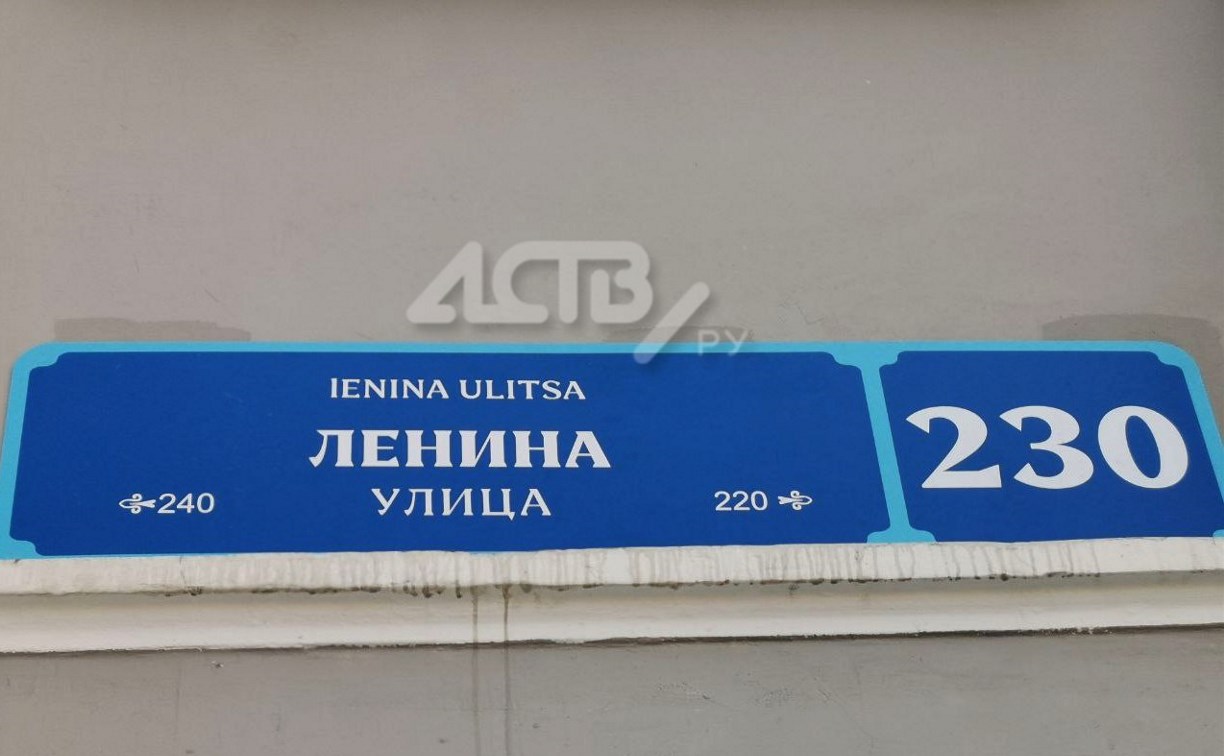 АСТВ
РУ
IENINA ULITSA
ЛЕНИНА
УЛИЦА
240
220
230